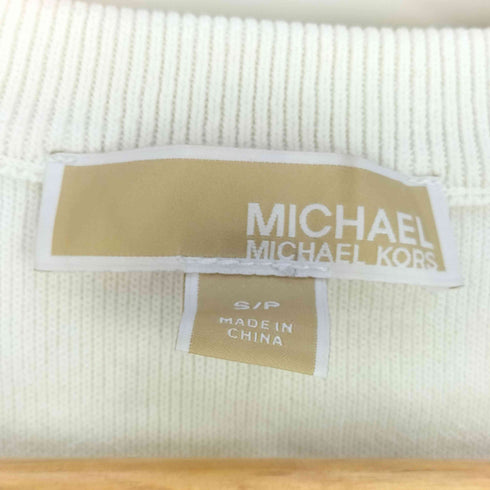 MICHAEL
MICHAEL KORS
S/P
MADE IN
CHINA